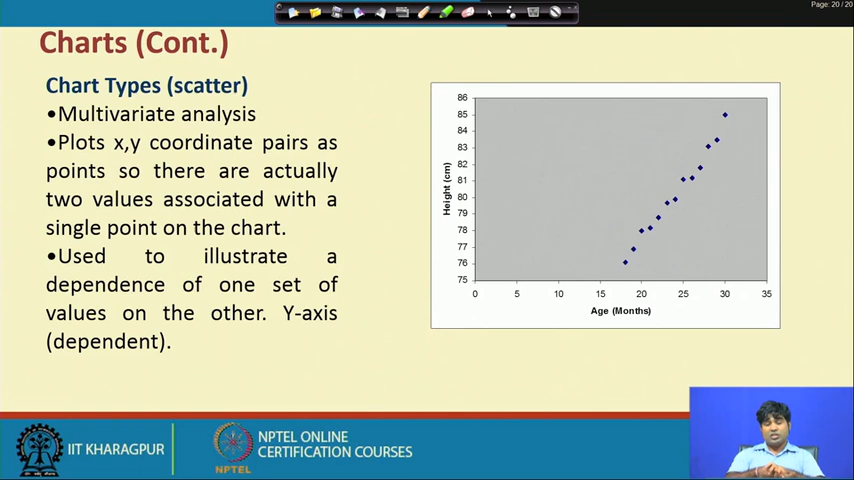 Page: 20 / 20
Charts (Cont.)
Chart Types (scatter)
•Multivariate analysis
•Plots x,y coordinate pairs as
points so there are actually
two values associated with a
single point on the chart.
•Used to illustrate a
dependence of one set of
values on the other. Y-axis
(dependent).
86
85
84
83
82
81
80
79
78
77
76
75
Height (cm)
0 5 10 15 20 25 30 35
Age (Months)
IIT KHARAGPUR
NPTEL
NPTEL ONLINE
CERTIFICATION COURSES